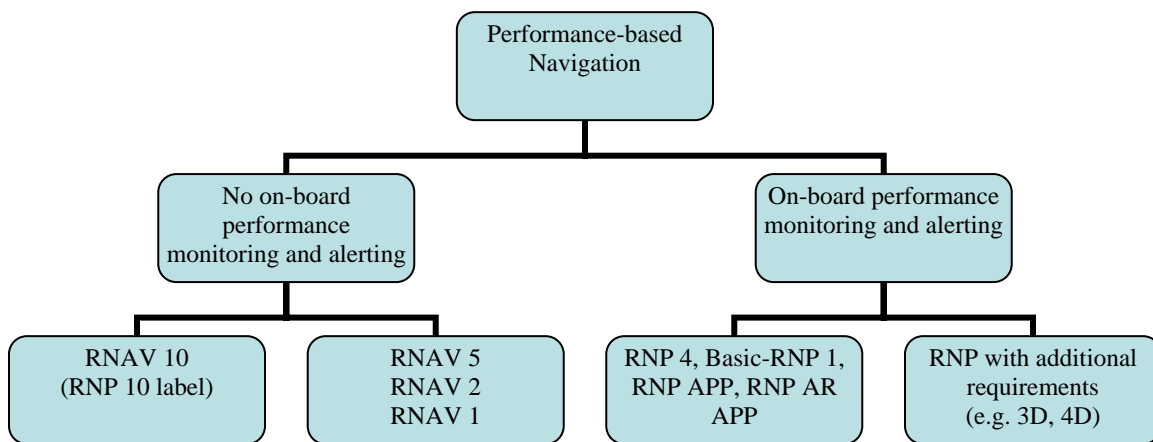 Performance-based
Navigation
No on-board
performance
monitoring and alerting
On-board performance
monitoring and alerting
RNAV 10
(RNP 10 label)
RNAV 5
RNAV 2
RNAV 1
RNP 4, Basic-RNP 1,
RNP APP, RNP AR
APP
RNP with additional
requirements
(e.g. 3D, 4D)